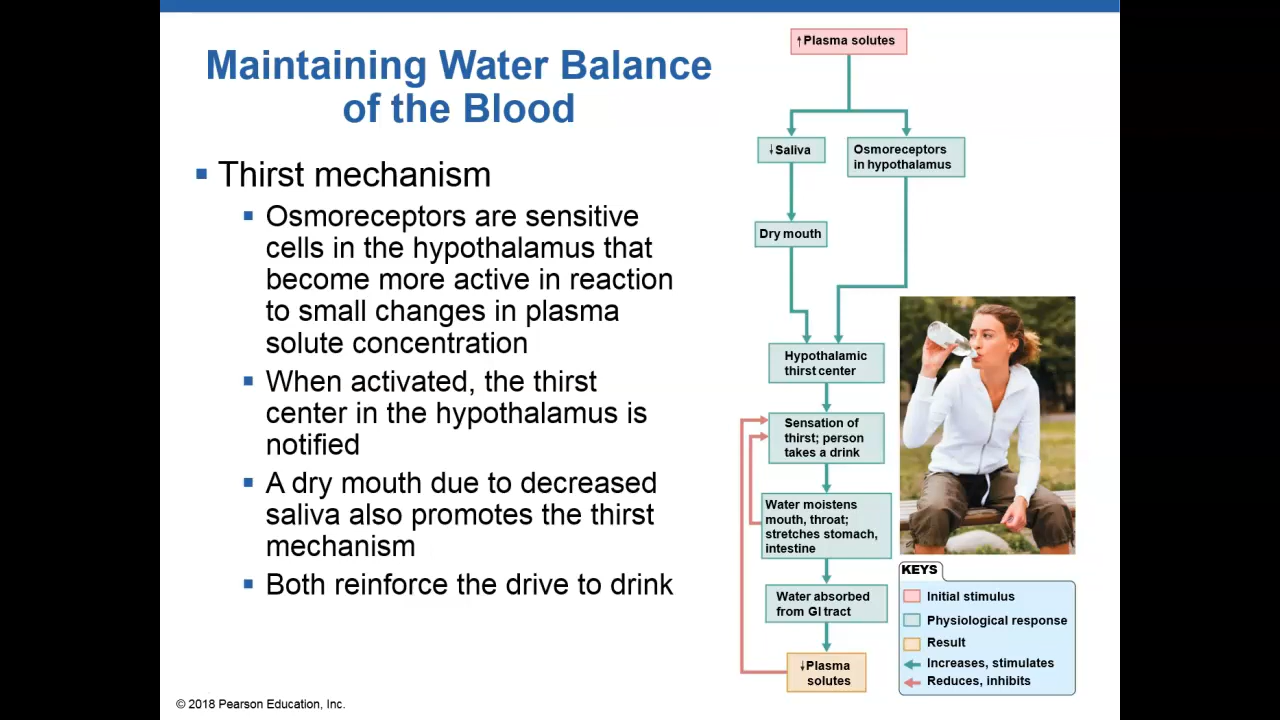 Maintaining Water Balance
of the Blood
▪ Thirst mechanism
▪ Osmoreceptors are sensitive
cells in the hypothalamus that
become more active in reaction
to small changes in plasma
solute concentration
▪ When activated, the thirst
center in the hypothalamus is
notified
▪ A dry mouth due to decreased
saliva also promotes the thirst
mechanism
▪ Both reinforce the drive to drink
© 2018 Pearson Education, Inc.
↑Plasma solutes
↓Saliva
Osmoreceptors
in hypothalamus
Dry mouth
Hypothalamic
thirst center
Sensation of
thirst; person
takes a drink
Water moistens
mouth, throat;
stretches stomach,
intestine
Water absorbed
from GI tract
↓Plasma
solutes
KEYS
Initial stimulus
Physiological response
Result
Increases, stimulates
Reduces, inhibits